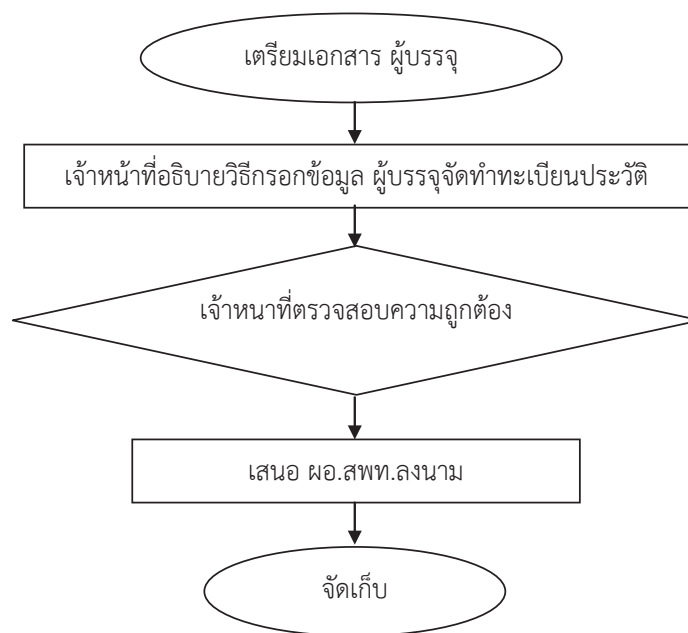 เตรียมเอกสาร ผู้บรรจุ
เจ้าหน้าที่อธิบายวิธีกรอกข้อมูล ผู้บรรจุจัดทำทะเบียนประวัติ
เจ้าหนาที่ตรวจสอบความถูกต้อง
เสนอ ผอ.สพท.ลงนาม
จัดเก็บ